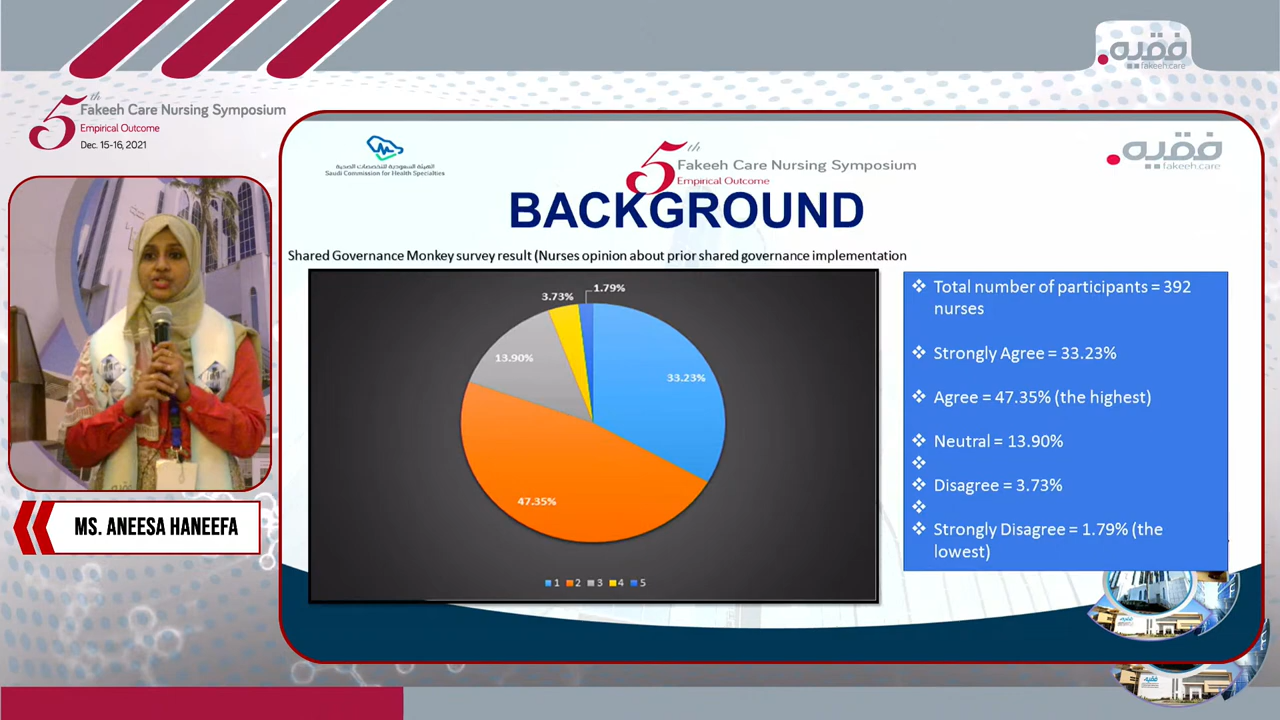 فقيه
fakeeh.care
5th
Fakeeh Care Nursing Symposium
Empirical Outcome
Dec. 15-16, 2021
الهيئة السعودية للتخصصات الصحية
Saudi Commission for Health Specialties
5th
Fakeeh Care Nursing Symposium
Empirical Outcome
فقيه
fakeeh.care
BACKGROUND
Shared Governance Monkey survey result (Nurses opinion about prior shared governance implementation
33.23%
47.35%
13.90%
3.73%
1.79%
1 2 3 4 5
❖ Total number of participants = 392
nurses
❖ Strongly Agree = 33.23%
❖ Agree = 47.35% (the highest)
❖ Neutral = 13.90%
❖
❖ Disagree = 3.73%
❖
❖ Strongly Disagree = 1.79% (the
lowest)
MS. ANEESA HANEEFA
فقيه